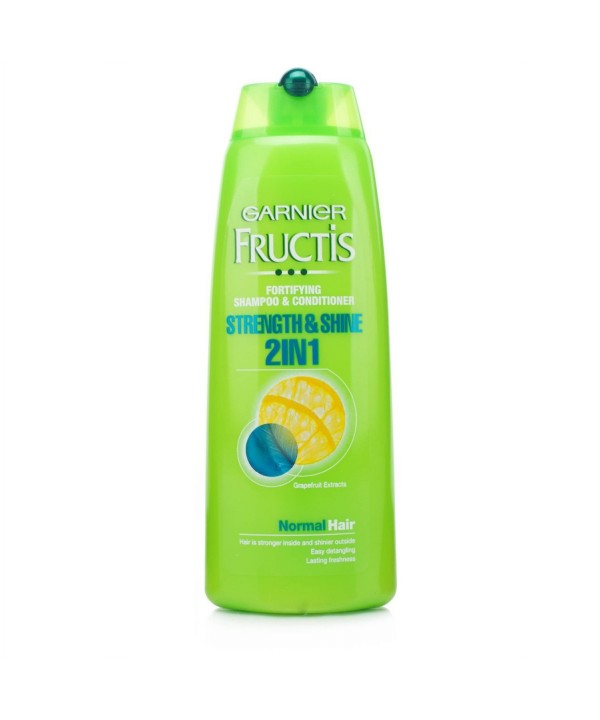 GARNIER
FRUCTIS
FORTIFYING
SHAMPOO & CONDITIONER
STRENGTH & SHINE
2IN1
Grapefruit Extracts
Normal Hair
Hair is stronger inside and shinier outside
Easy detangling
Lasting freshness